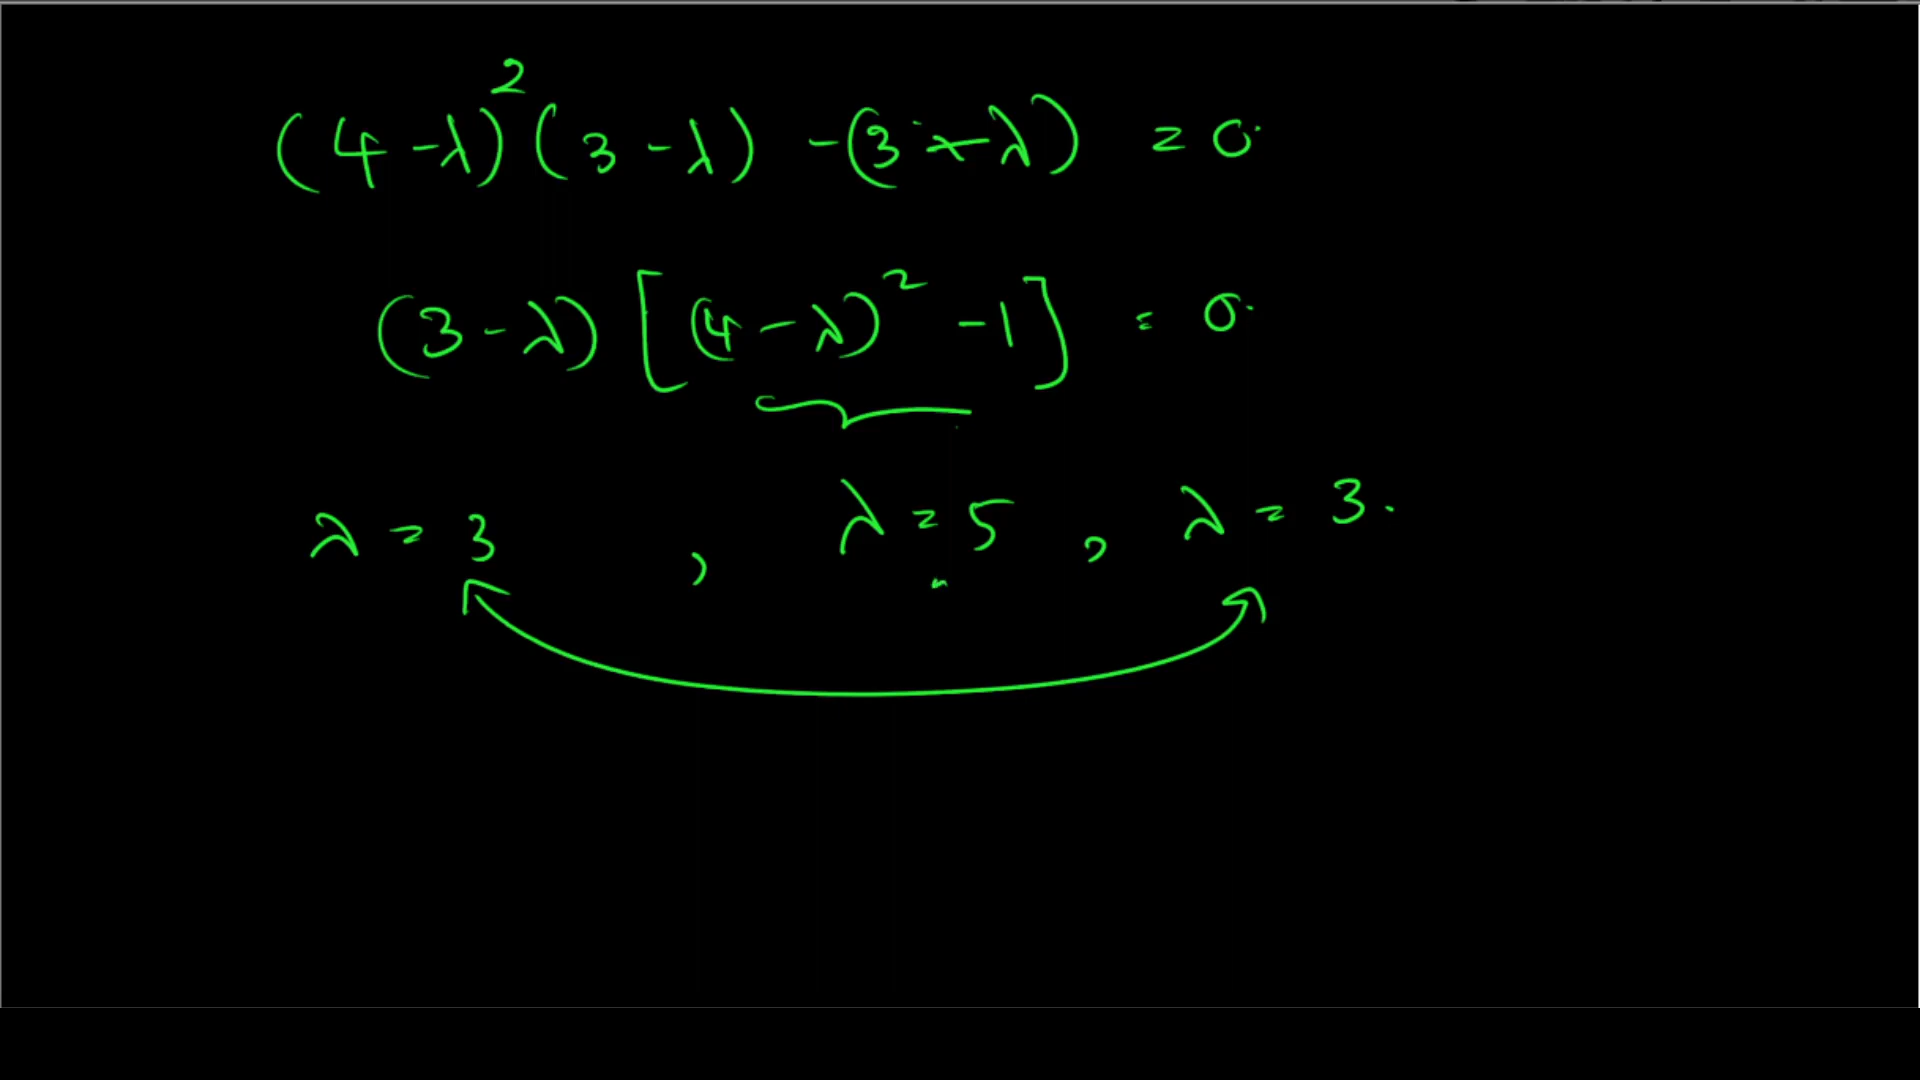 (4-λ)²(3-λ) -(3-λ) = 0.
(3-λ) [(4-λ)² -1] = 0.
λ = 3 , λ = 5 , λ = 3.